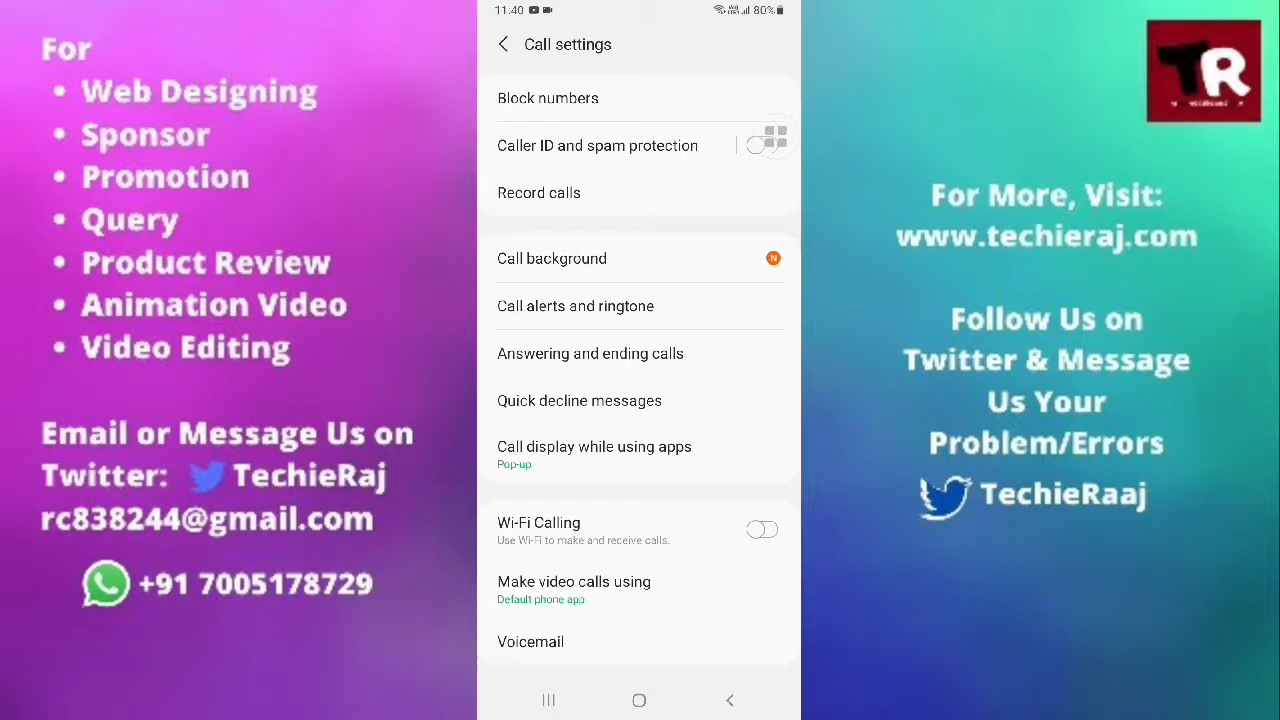 For
• Web Designing
• Sponsor
• Promotion
• Query
• Product Review
• Animation Video
• Video Editing
Email or Message Us on
Twitter: TechieRaj
rc838244@gmail.com
+91 7005178729
11:40 80%
Call settings
Block numbers
Caller ID and spam protection
Record calls
Call background N
Call alerts and ringtone
Answering and ending calls
Quick decline messages
Call display while using apps
Pop-up
Wi-Fi Calling
Use Wi-Fi to make and receive calls.
Make video calls using
Default phone app
Voicemail
TR
For More, Visit:
www.techieraj.com
Follow Us on
Twitter & Message
Us Your
Problem/Errors
TechieRaaj